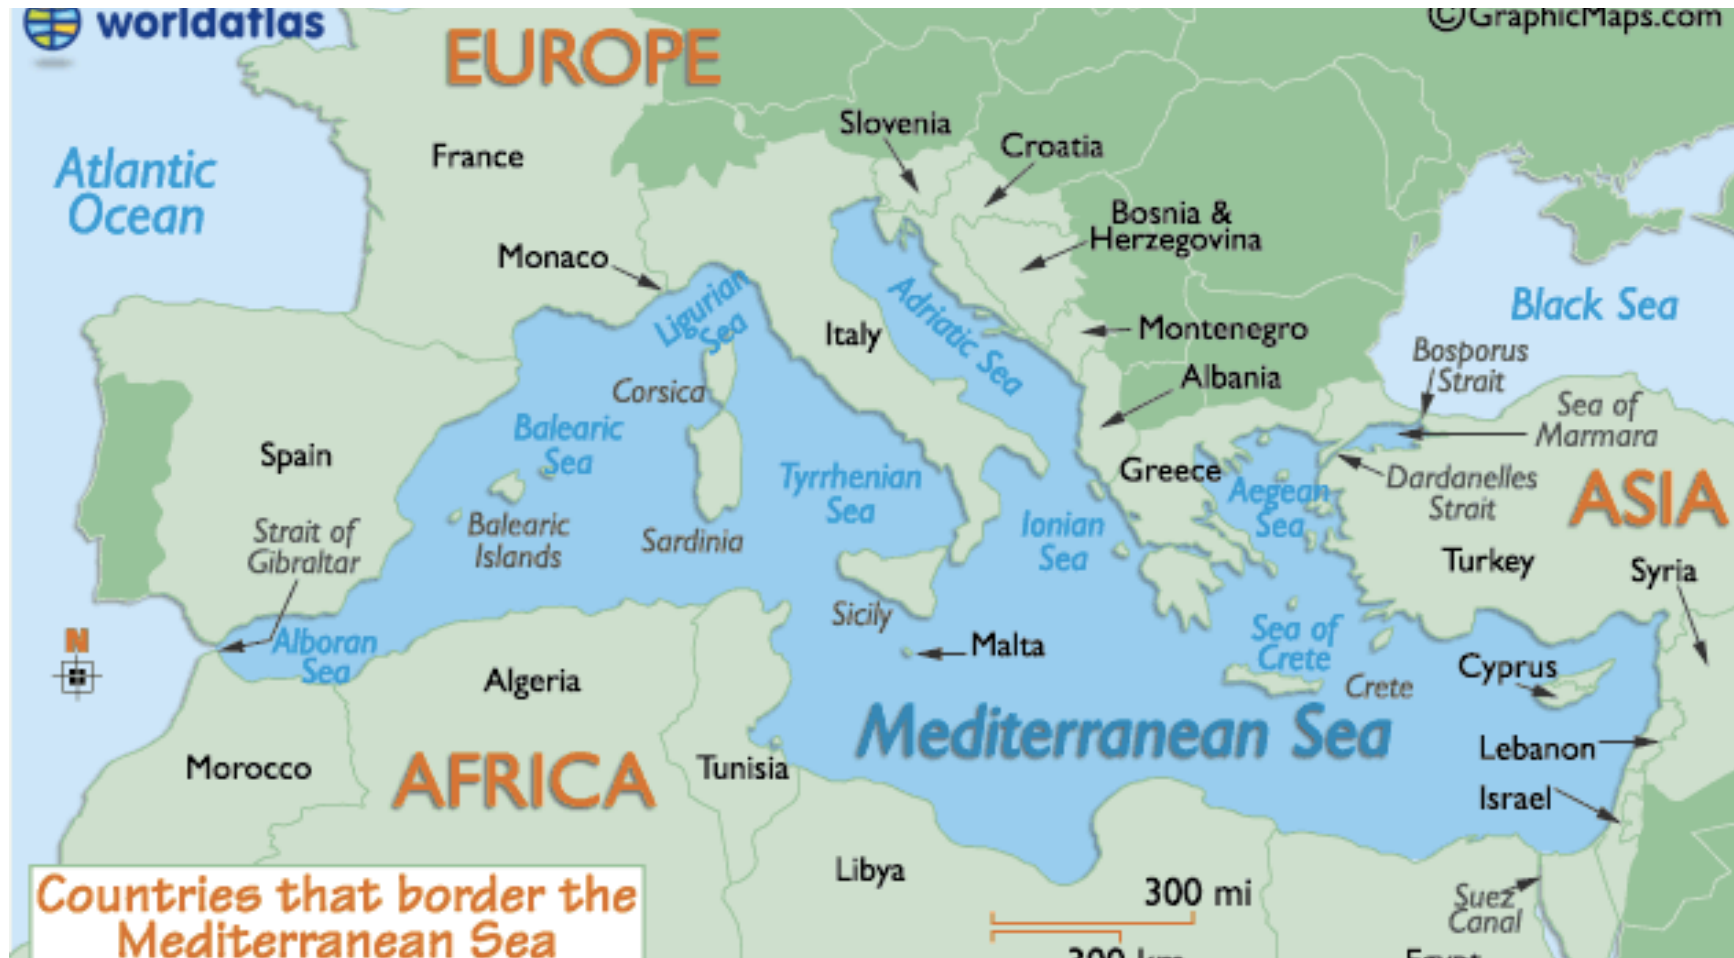 worldatlas
©GraphicMaps.com
EUROPE
Slovenia
Croatia
France
Atlantic
Ocean
Bosnia &
Herzegovina
Monaco
Ligurian
Sea
Adriatic Sea
Black Sea
Italy
Montenegro
Bosporus
Strait
Albania
Corsica
Sea of
Marmara
Balearic
Sea
Spain
Tyrrhenian
Sea
Greece
Aegean
Sea
Dardanelles
Strait
ASIA
Strait of
Gibraltar
Balearic
Islands
Sardinia
Ionian
Sea
Turkey
Syria
Sicily
N
Alboran
Sea
Malta
Sea of
Crete
Crete
Cyprus
Algeria
Mediterranean Sea
Lebanon
Morocco
AFRICA
Tunisia
Israel
Libya
300 mi
Suez
Canal
Countries that border the
Mediterranean Sea
300 km
Egypt